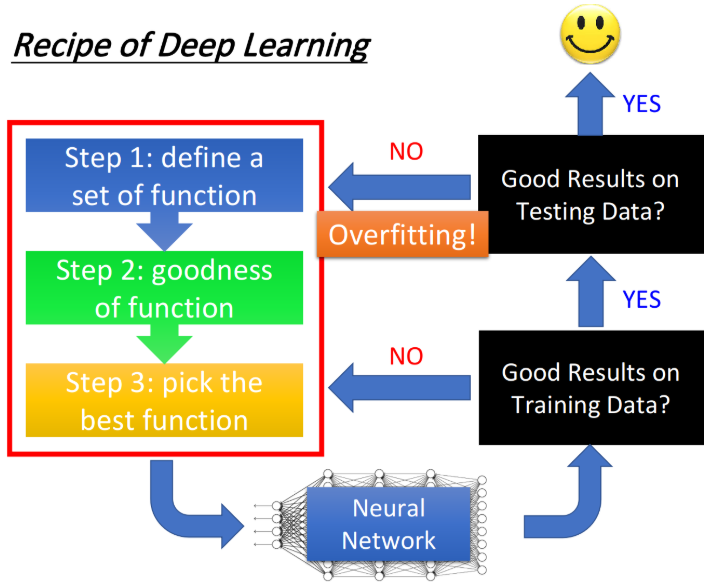 Recipe of Deep Learning
YES
Step 1: define a
set of function
NO
Good Results on
Testing Data?
Overfitting!
Step 2: goodness
of function
YES
Step 3: pick the
best function
NO
Good Results on
Training Data?
Neural
Network